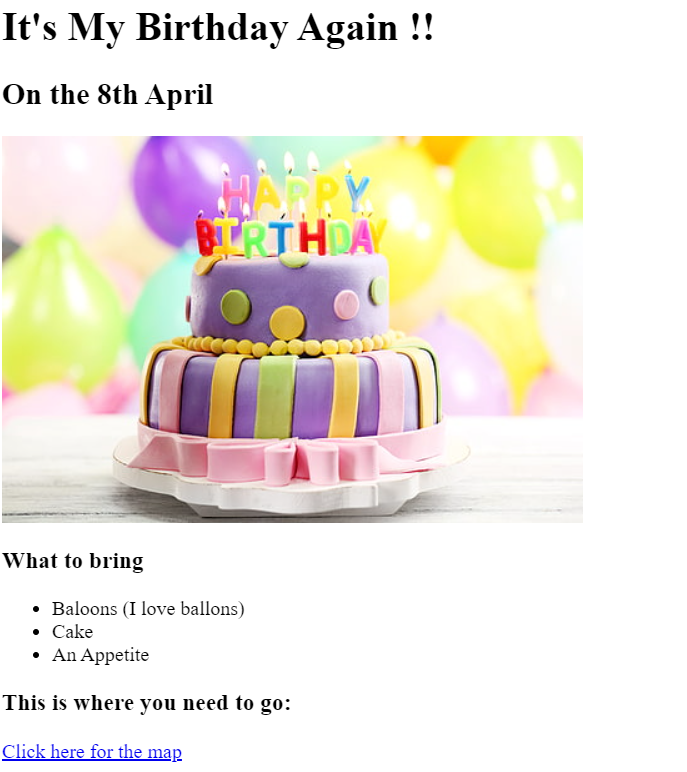 It's My Birthday Again !!
On the 8th April
HAPPY
BIRTHDAY
What to bring
Baloons (I love ballons)
Cake
An Appetite
This is where you need to go:
Click here for the map